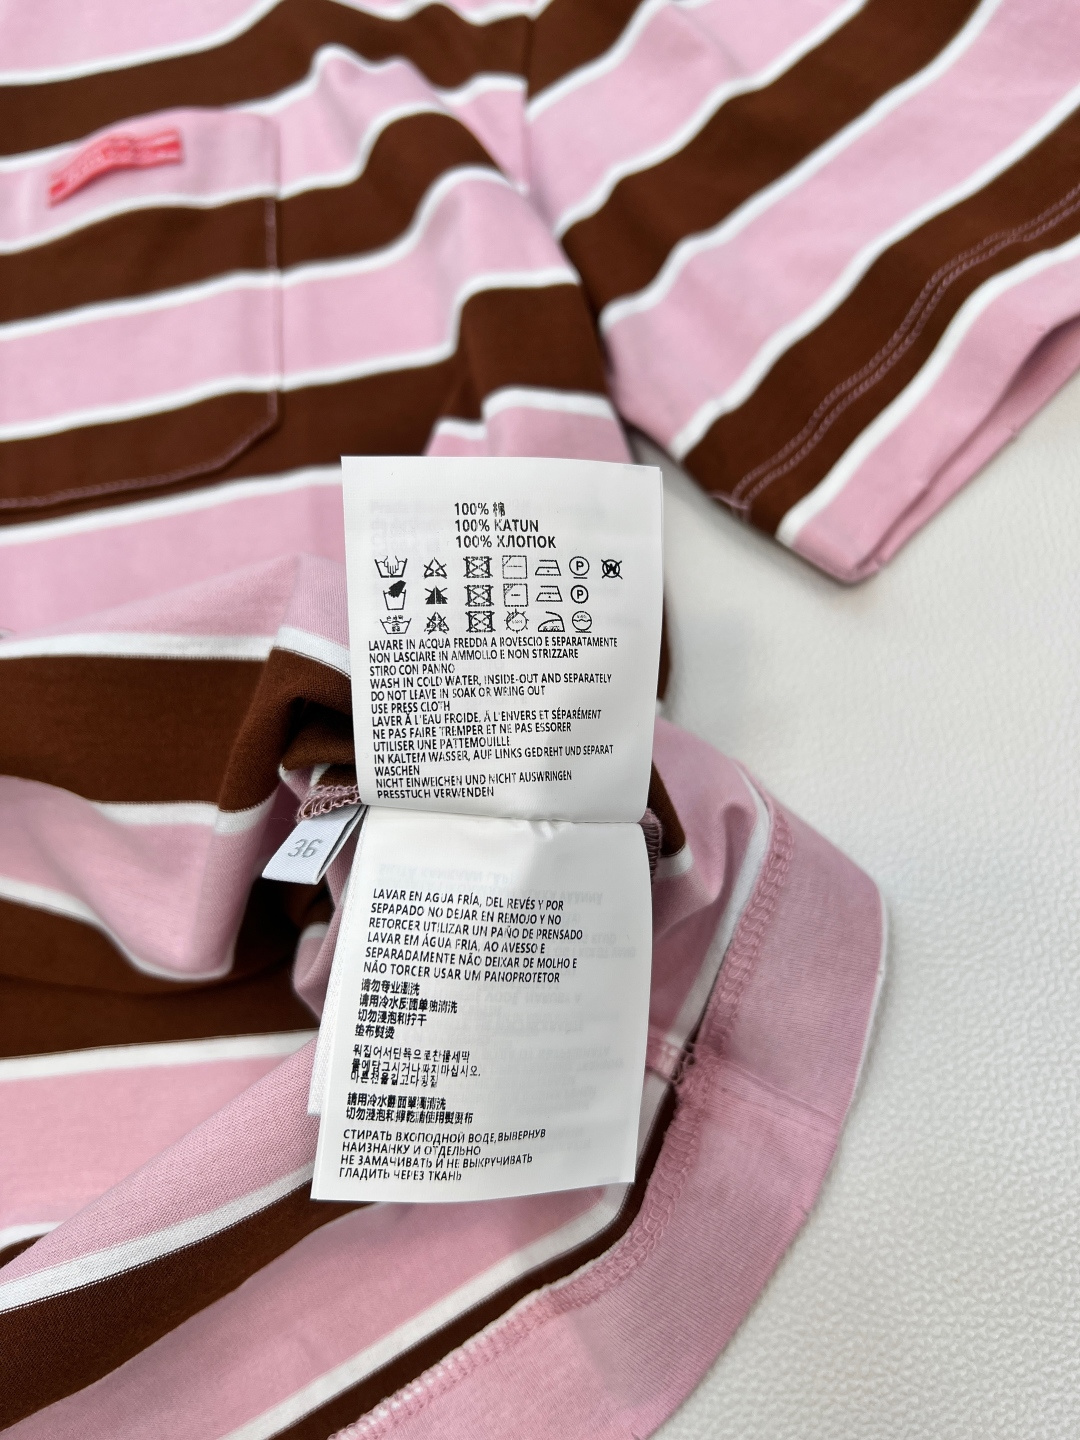 100% 棉
100% KATUN
100% ХЛОПОК
P W
P
LAVARE IN ACQUA FREDDA A ROVESCIO E SEPARATAMENTE
NON LASCIARE IN AMMOLLO E NON STRIZZARE
STIRO CON PANNO
WASH IN COLD WATER, INSIDE-OUT AND SEPARATELY
DO NOT LEAVE IN SOAK OR WRING OUT
USE PRESS CLOTH
LAVER À L'EAU FROIDE, À L'ENVERS ET SÉPARÉMENT
NE PAS FAIRE TREMPER ET NE PAS ESSORER
UTILISER UNE PATTEMOUILLE
IN KALTEM WASSER, AUF LINKS GEDREHT UND SEPARAT
WASCHEN
NICHT EINWEICHEN UND NICHT AUSWRINGEN
PRESSTUCH VERWENDEN
36
LAVAR EN AGUA FRÍA, DEL REVÉS Y POR
SEPAPADO NO DEJAR EN REMOJO Y NO
RETORCER UTILIZAR UN PAÑO DE PRENSADO
LAVAR EM ÁGUA FRIA, AO AVESSO E
SEPARADAMENTE NÃO DEIXAR DE MOLHO E
NÃO TORCER USAR UM PANOPROTETOR
请勿专业湿洗
请用冷水反面单独清洗
切勿浸泡和拧干
垫布熨烫
請用冷水 面單獨清洗
切勿浸泡和擰乾請使用熨燙布
СТИРАТЬ В ХОЛОДНОЙ ВОДЕ, ВЫВЕРНУВ
НАИЗНАНКУ И ОТДЕЛЬНО
НЕ ЗАМАЧИВАТЬ И НЕ ВЫКРУЧИВАТЬ
ГЛАДИТЬ ЧЕРЕЗ ТКАНЬ